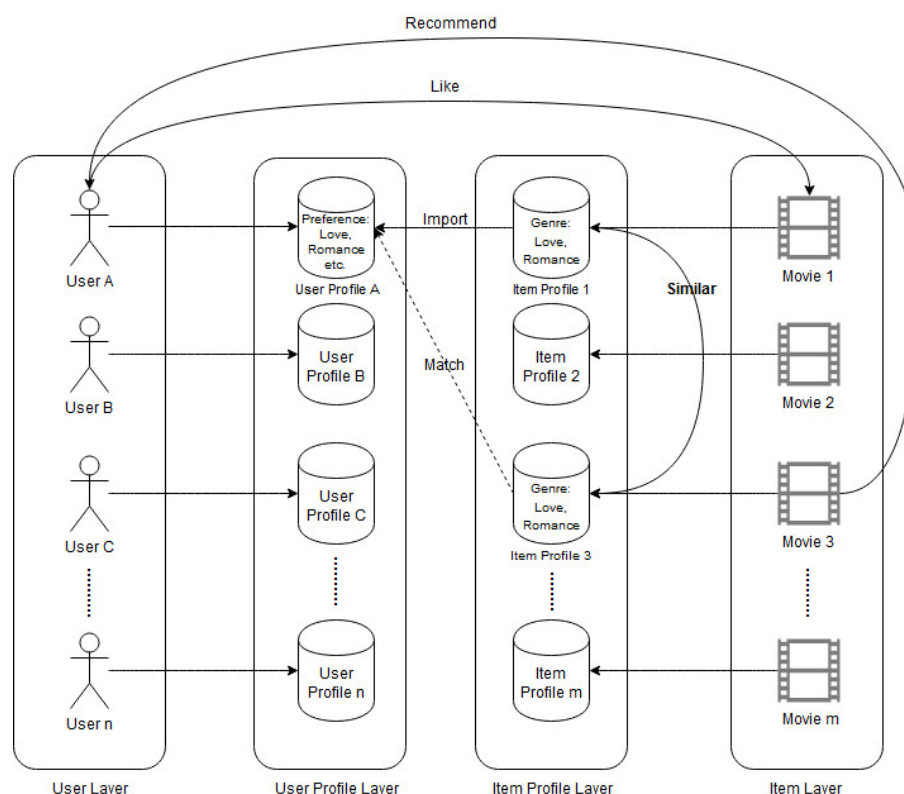 Recommend
Like
Preference:
Love,
Romance
etc.
Import
Genre:
Love,
Romance
User A
User Profile A
Item Profile 1
Similar
Movie 1
User
Profile B
Match
Item
Profile 2
User B
Movie 2
User
Profile C
Genre:
Love,
Romance
User C
Item Profile 3
Movie 3
User
Profile n
Item
Profile m
User n
Movie m
User Layer
User Profile Layer
Item Profile Layer
Item Layer